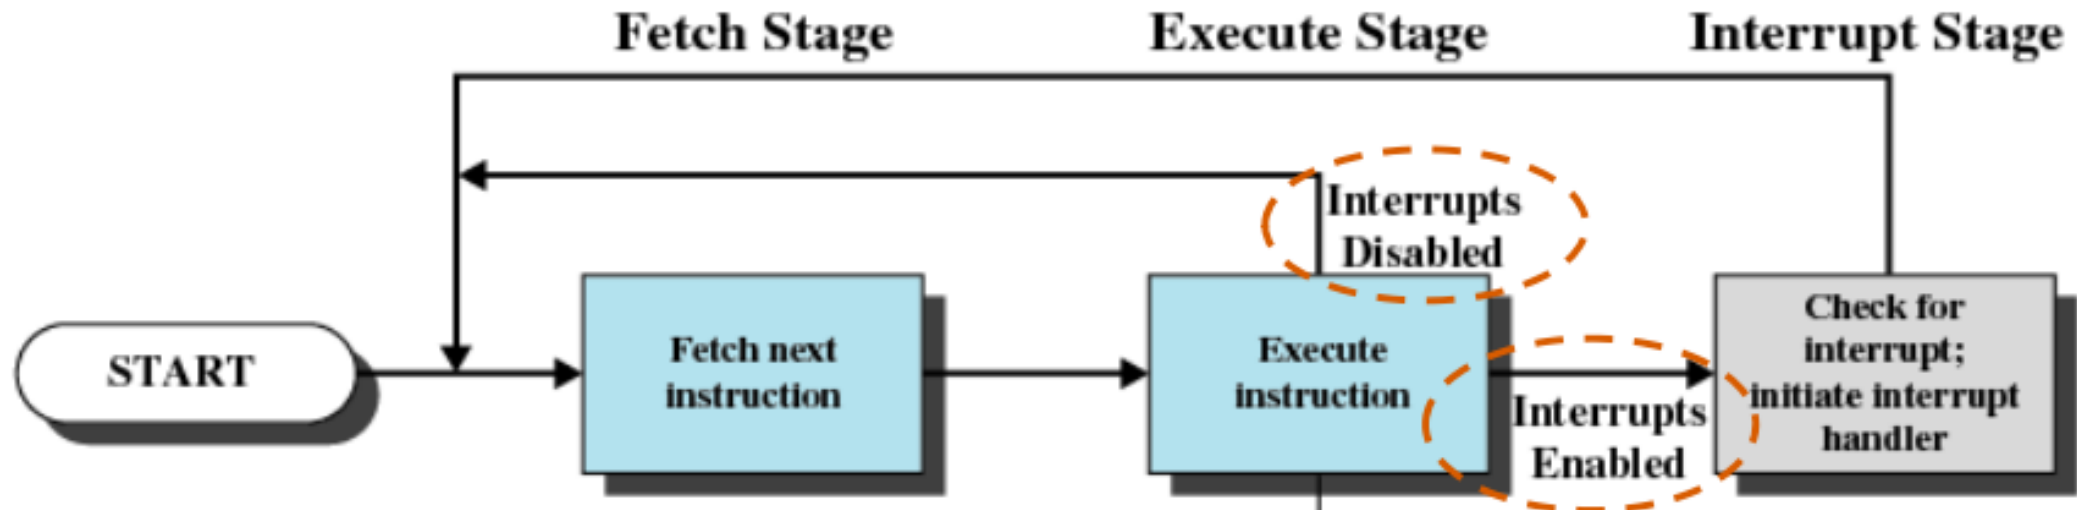 Fetch Stage
Execute Stage
Interrupt Stage
Interrupts
Disabled
START
Fetch next
instruction
Execute
instruction
Interrupts
Enabled
Check for
interrupt;
initiate interrupt
handler